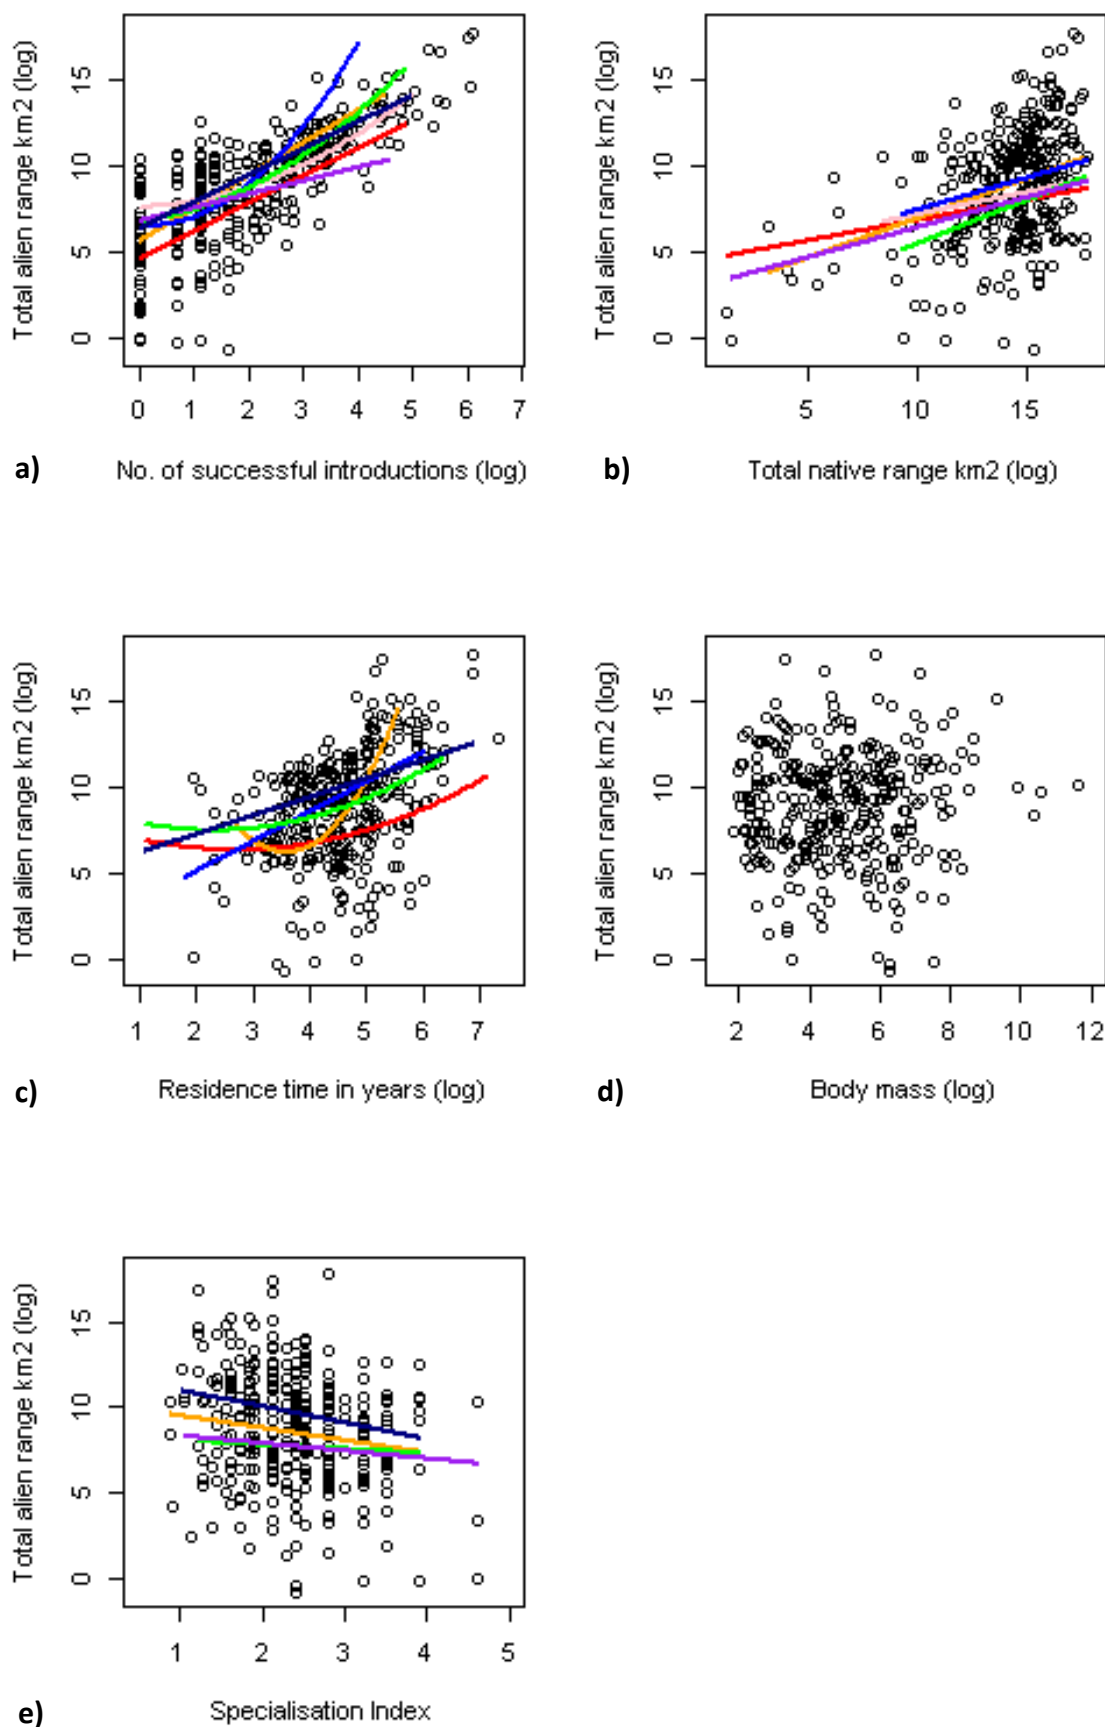 Total alien range km2 (log)
0 5 10 15
0 1 2 3 4 5 6 7
a) No. of successful introductions (log)
Total alien range km2 (log)
0 5 10 15
5 10 15
b) Total native range km2 (log)
Total alien range km2 (log)
0 5 10 15
1 2 3 4 5 6 7
c) Residence time in years (log)
Total alien range km2 (log)
0 5 10 15
2 4 6 8 10 12
d) Body mass (log)
Total alien range km2 (log)
0 5 10 15
1 2 3 4 5
e) Specialisation Index